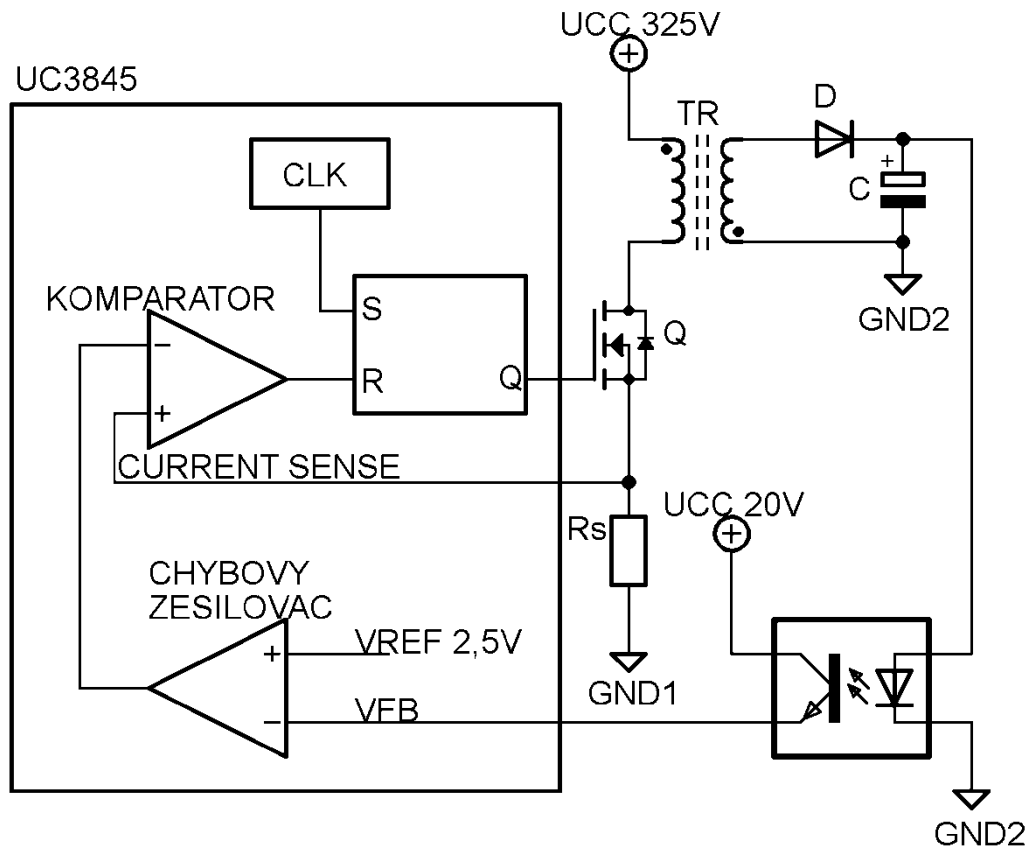 UCC 325V
UC3845
TR
D
CLK
+
C
KOMPARATOR
S
GND2
−
Q
R
Q
+
CURRENT SENSE
UCC 20V
+
Rs
CHYBOVY
ZESILOVAC
+
VREF 2,5V
GND1
−
VFB
GND2